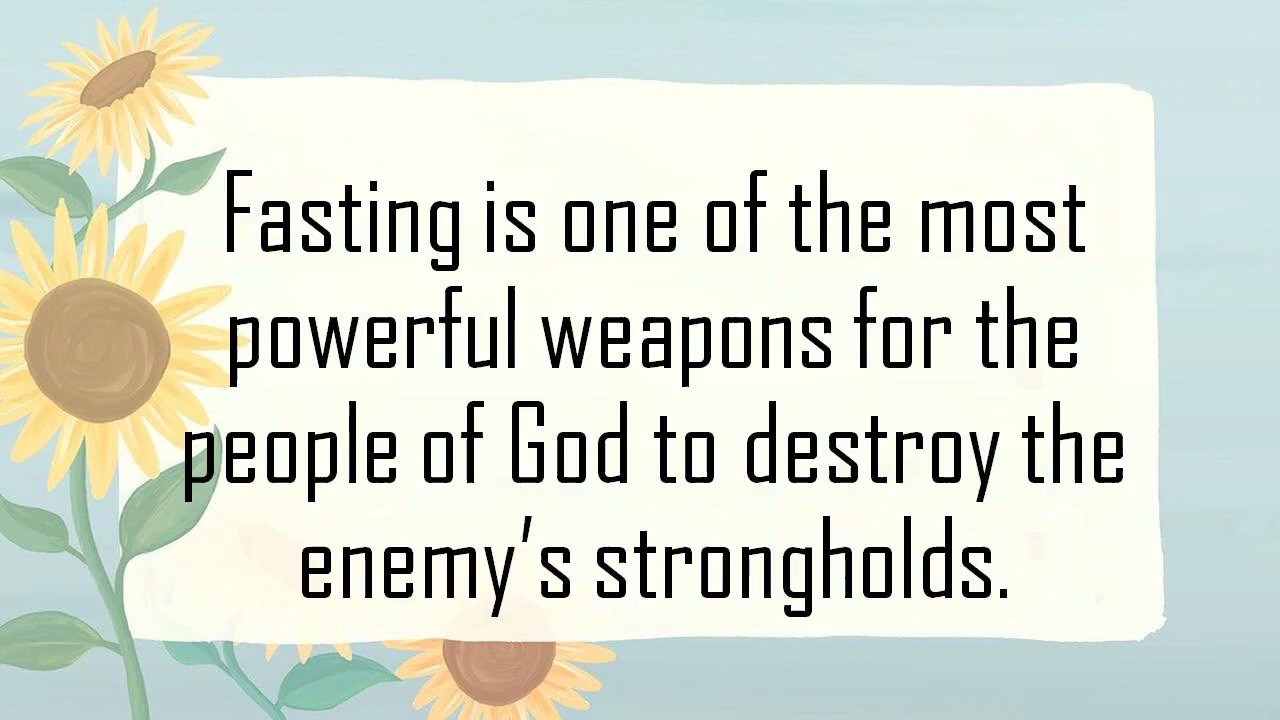 Fasting is one of the most
powerful weapons for the
people of God to destroy the
enemy’s strongholds.